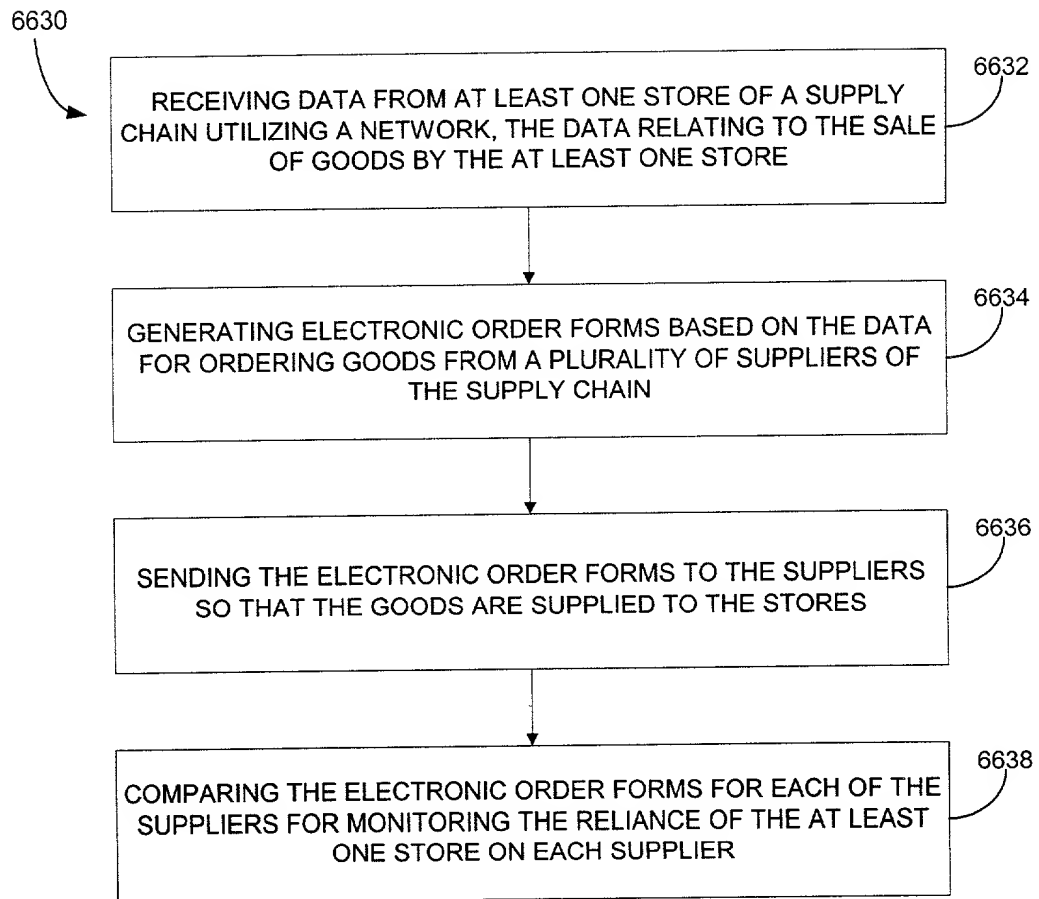 6630
6632
RECEIVING DATA FROM AT LEAST ONE STORE OF A SUPPLY
CHAIN UTILIZING A NETWORK, THE DATA RELATING TO THE SALE
OF GOODS BY THE AT LEAST ONE STORE
6634
GENERATING ELECTRONIC ORDER FORMS BASED ON THE DATA
FOR ORDERING GOODS FROM A PLURALITY OF SUPPLIERS OF
THE SUPPLY CHAIN
6636
SENDING THE ELECTRONIC ORDER FORMS TO THE SUPPLIERS
SO THAT THE GOODS ARE SUPPLIED TO THE STORES
6638
COMPARING THE ELECTRONIC ORDER FORMS FOR EACH OF THE
SUPPLIERS FOR MONITORING THE RELIANCE OF THE AT LEAST
ONE STORE ON EACH SUPPLIER